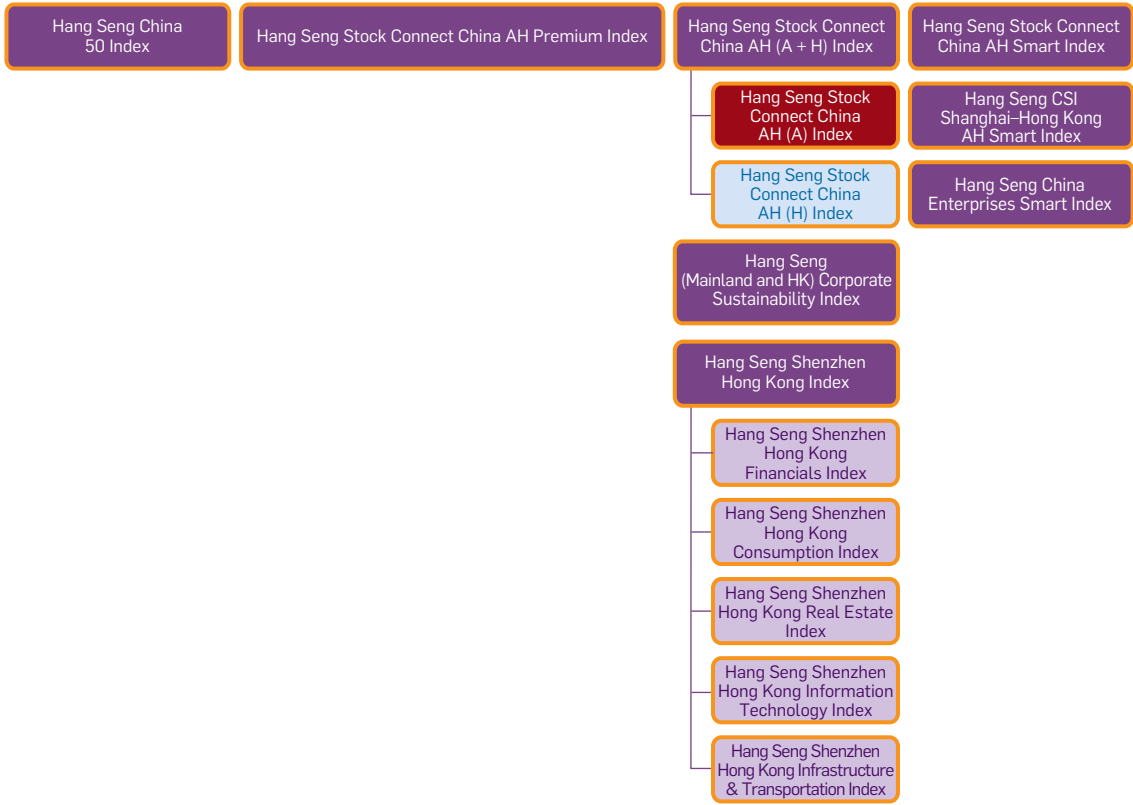 Hang Seng China
50 Index
Hang Seng Stock Connect China AH Premium Index
Hang Seng Stock Connect
China AH (A + H) Index
Hang Seng Stock Connect
China AH Smart Index
Hang Seng Stock
Connect China
AH (A) Index
Hang Seng CSI
Shanghai–Hong Kong
AH Smart Index
Hang Seng Stock
Connect China
AH (H) Index
Hang Seng China
Enterprises Smart Index
Hang Seng
(Mainland and HK) Corporate
Sustainability Index
Hang Seng Shenzhen
Hong Kong Index
Hang Seng Shenzhen
Hong Kong
Financials Index
Hang Seng Shenzhen
Hong Kong
Consumption Index
Hang Seng Shenzhen
Hong Kong Real Estate
Index
Hang Seng Shenzhen
Hong Kong Information
Technology Index
Hang Seng Shenzhen
Hong Kong Infrastructure
& Transportation Index